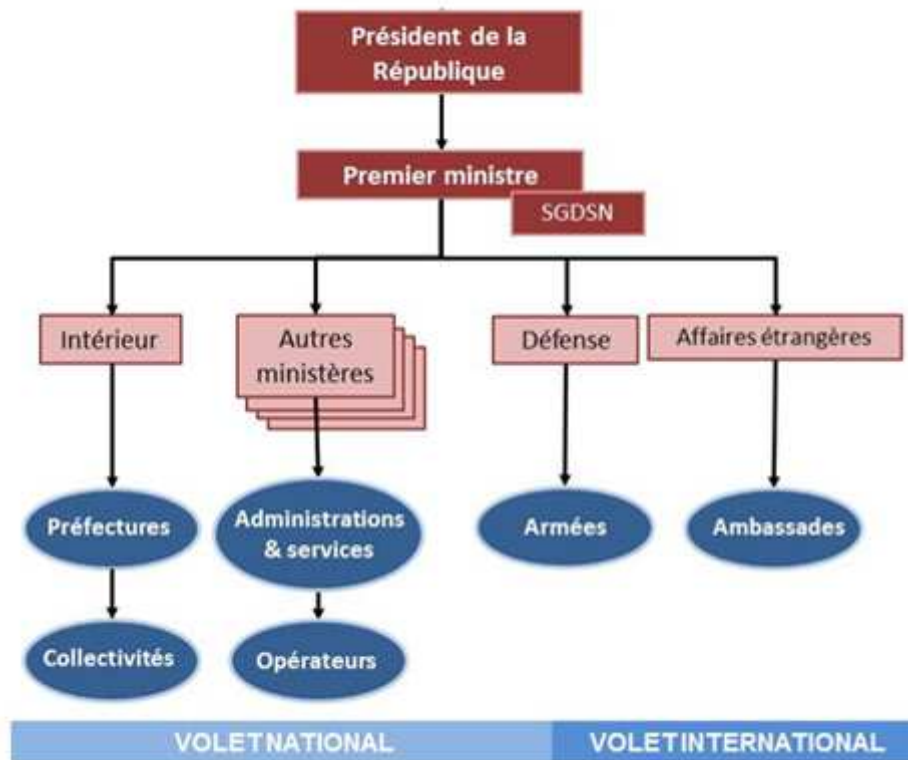 Président de la
République
Premier ministre
SGDSN
Intérieur
Autres
ministères
Défense
Affaires étrangères
Préfectures
Administrations
& services
Armées
Ambassades
Collectivités
Opérateurs
VOLET NATIONAL
VOLET INTERNATIONAL